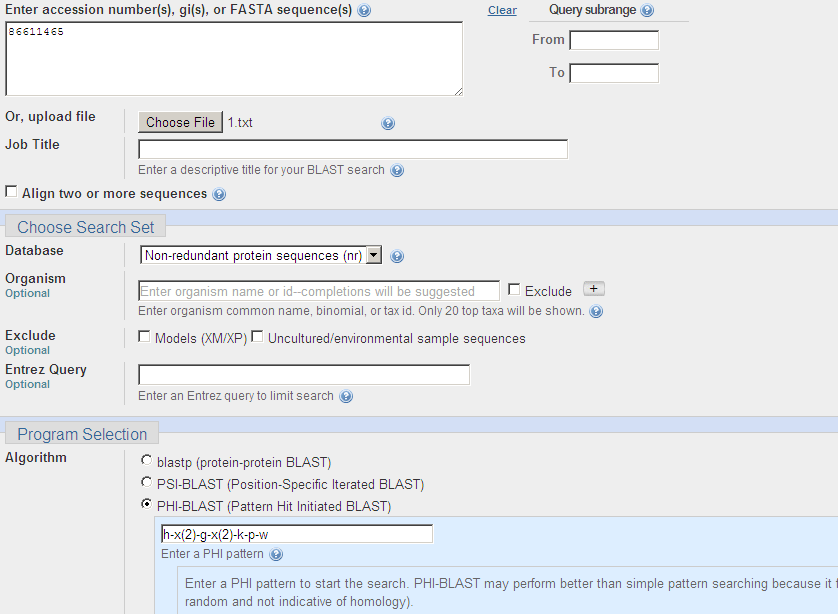 Enter accession number(s), gi(s), or FASTA sequence(s) Clear Query subrange
86611465
From
To
Or, upload file Choose File 1.txt
Job Title
Enter a descriptive title for your BLAST search
Align two or more sequences
Choose Search Set
Database Non-redundant protein sequences (nr)
Organism
Optional
Enter organism name or id--completions will be suggested Exclude +
Enter organism common name, binomial, or tax id. Only 20 top taxa will be shown.
Exclude
Optional
Models (XM/XP) Uncultured/environmental sample sequences
Entrez Query
Optional
Enter an Entrez query to limit search
Program Selection
Algorithm
blastp (protein-protein BLAST)
PSI-BLAST (Position-Specific Iterated BLAST)
PHI-BLAST (Pattern Hit Initiated BLAST)
h-x(2)-g-x(2)-k-p-w
Enter a PHI pattern
Enter a PHI pattern to start the search. PHI-BLAST may perform better than simple pattern searching because it f
random and not indicative of homology).